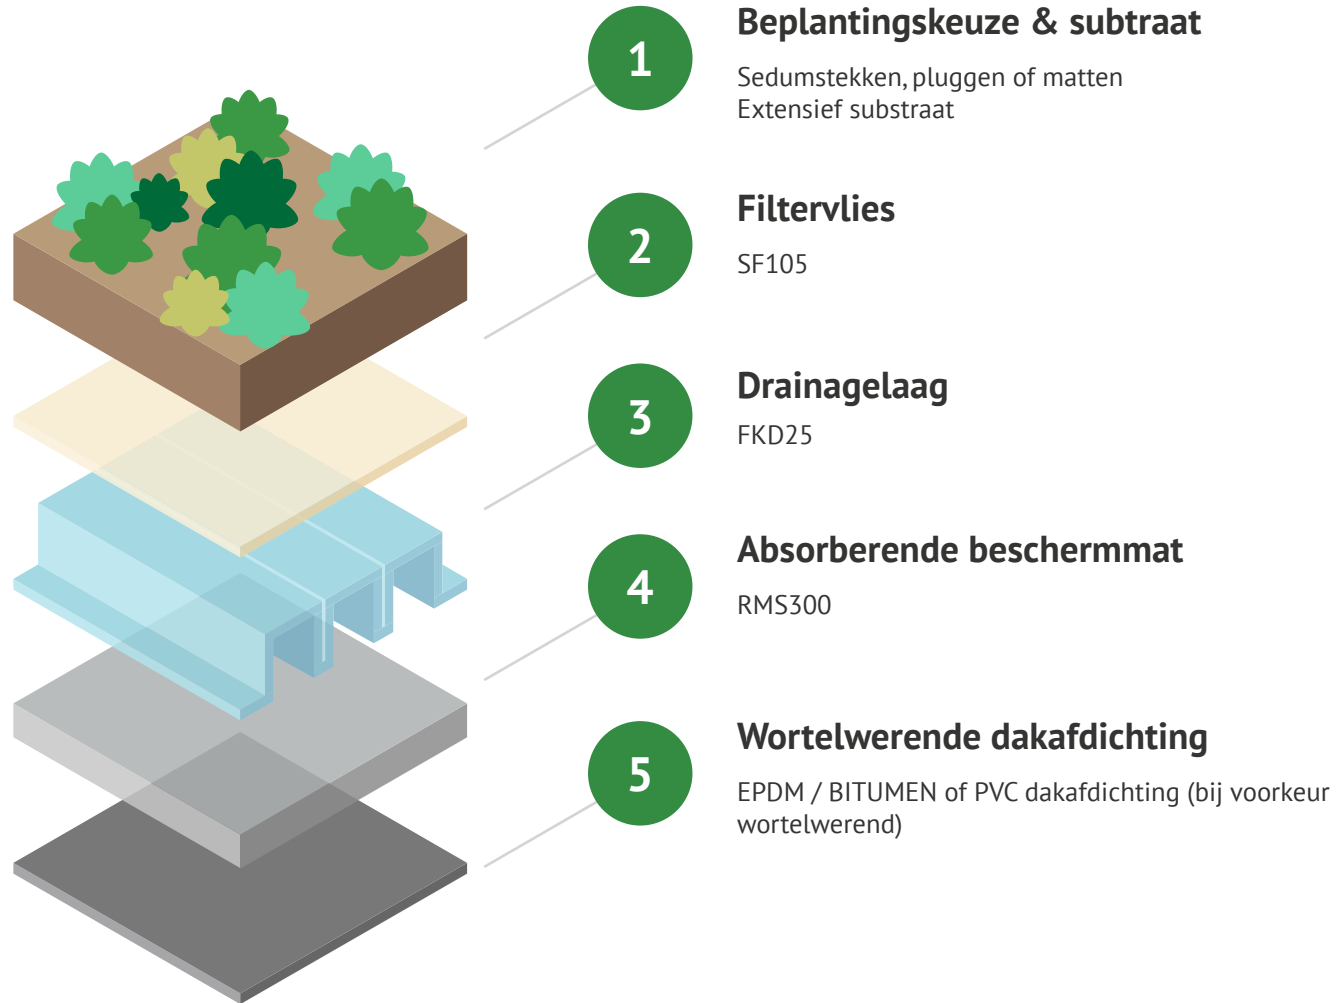 1
Beplantingskeuze & subtraat
Sedumstekken, pluggen of matten
Extensief substraat
2
Filtervlies
SF105
3
Drainagelaag
FKD25
4
Absorberende beschermmat
RMS300
5
Wortelwerende dakafdichting
EPDM / BITUMEN of PVC dakafdichting (bij voorkeur
wortelwerend)